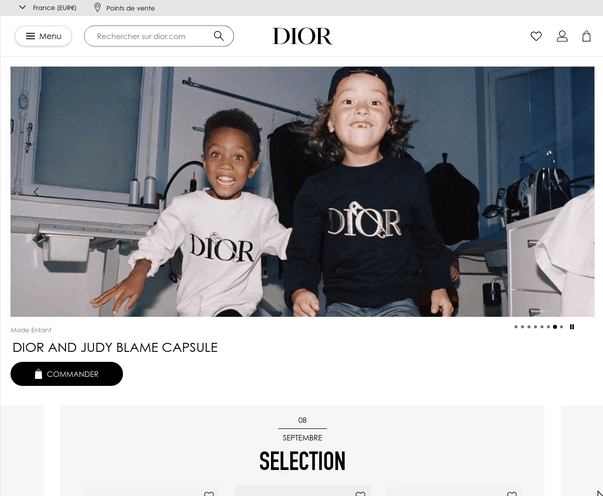 France (EUR€)
Points de vente
Menu
Rechercher sur dior.com
DIOR
DIOR
DIOR
Mode Enfant
DIOR AND JUDY BLAME CAPSULE
COMMANDER
08
SEPTEMBRE
SELECTION